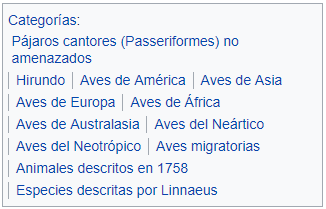 Categorías:
Pájaros cantores (Passeriformes) no
amenazados
Hirundo | Aves de América | Aves de Asia
Aves de Europa | Aves de África
Aves de Australasia | Aves del Neártico
Aves del Neotrópico | Aves migratorias
Animales descritos en 1758
Especies descritas por Linnaeus